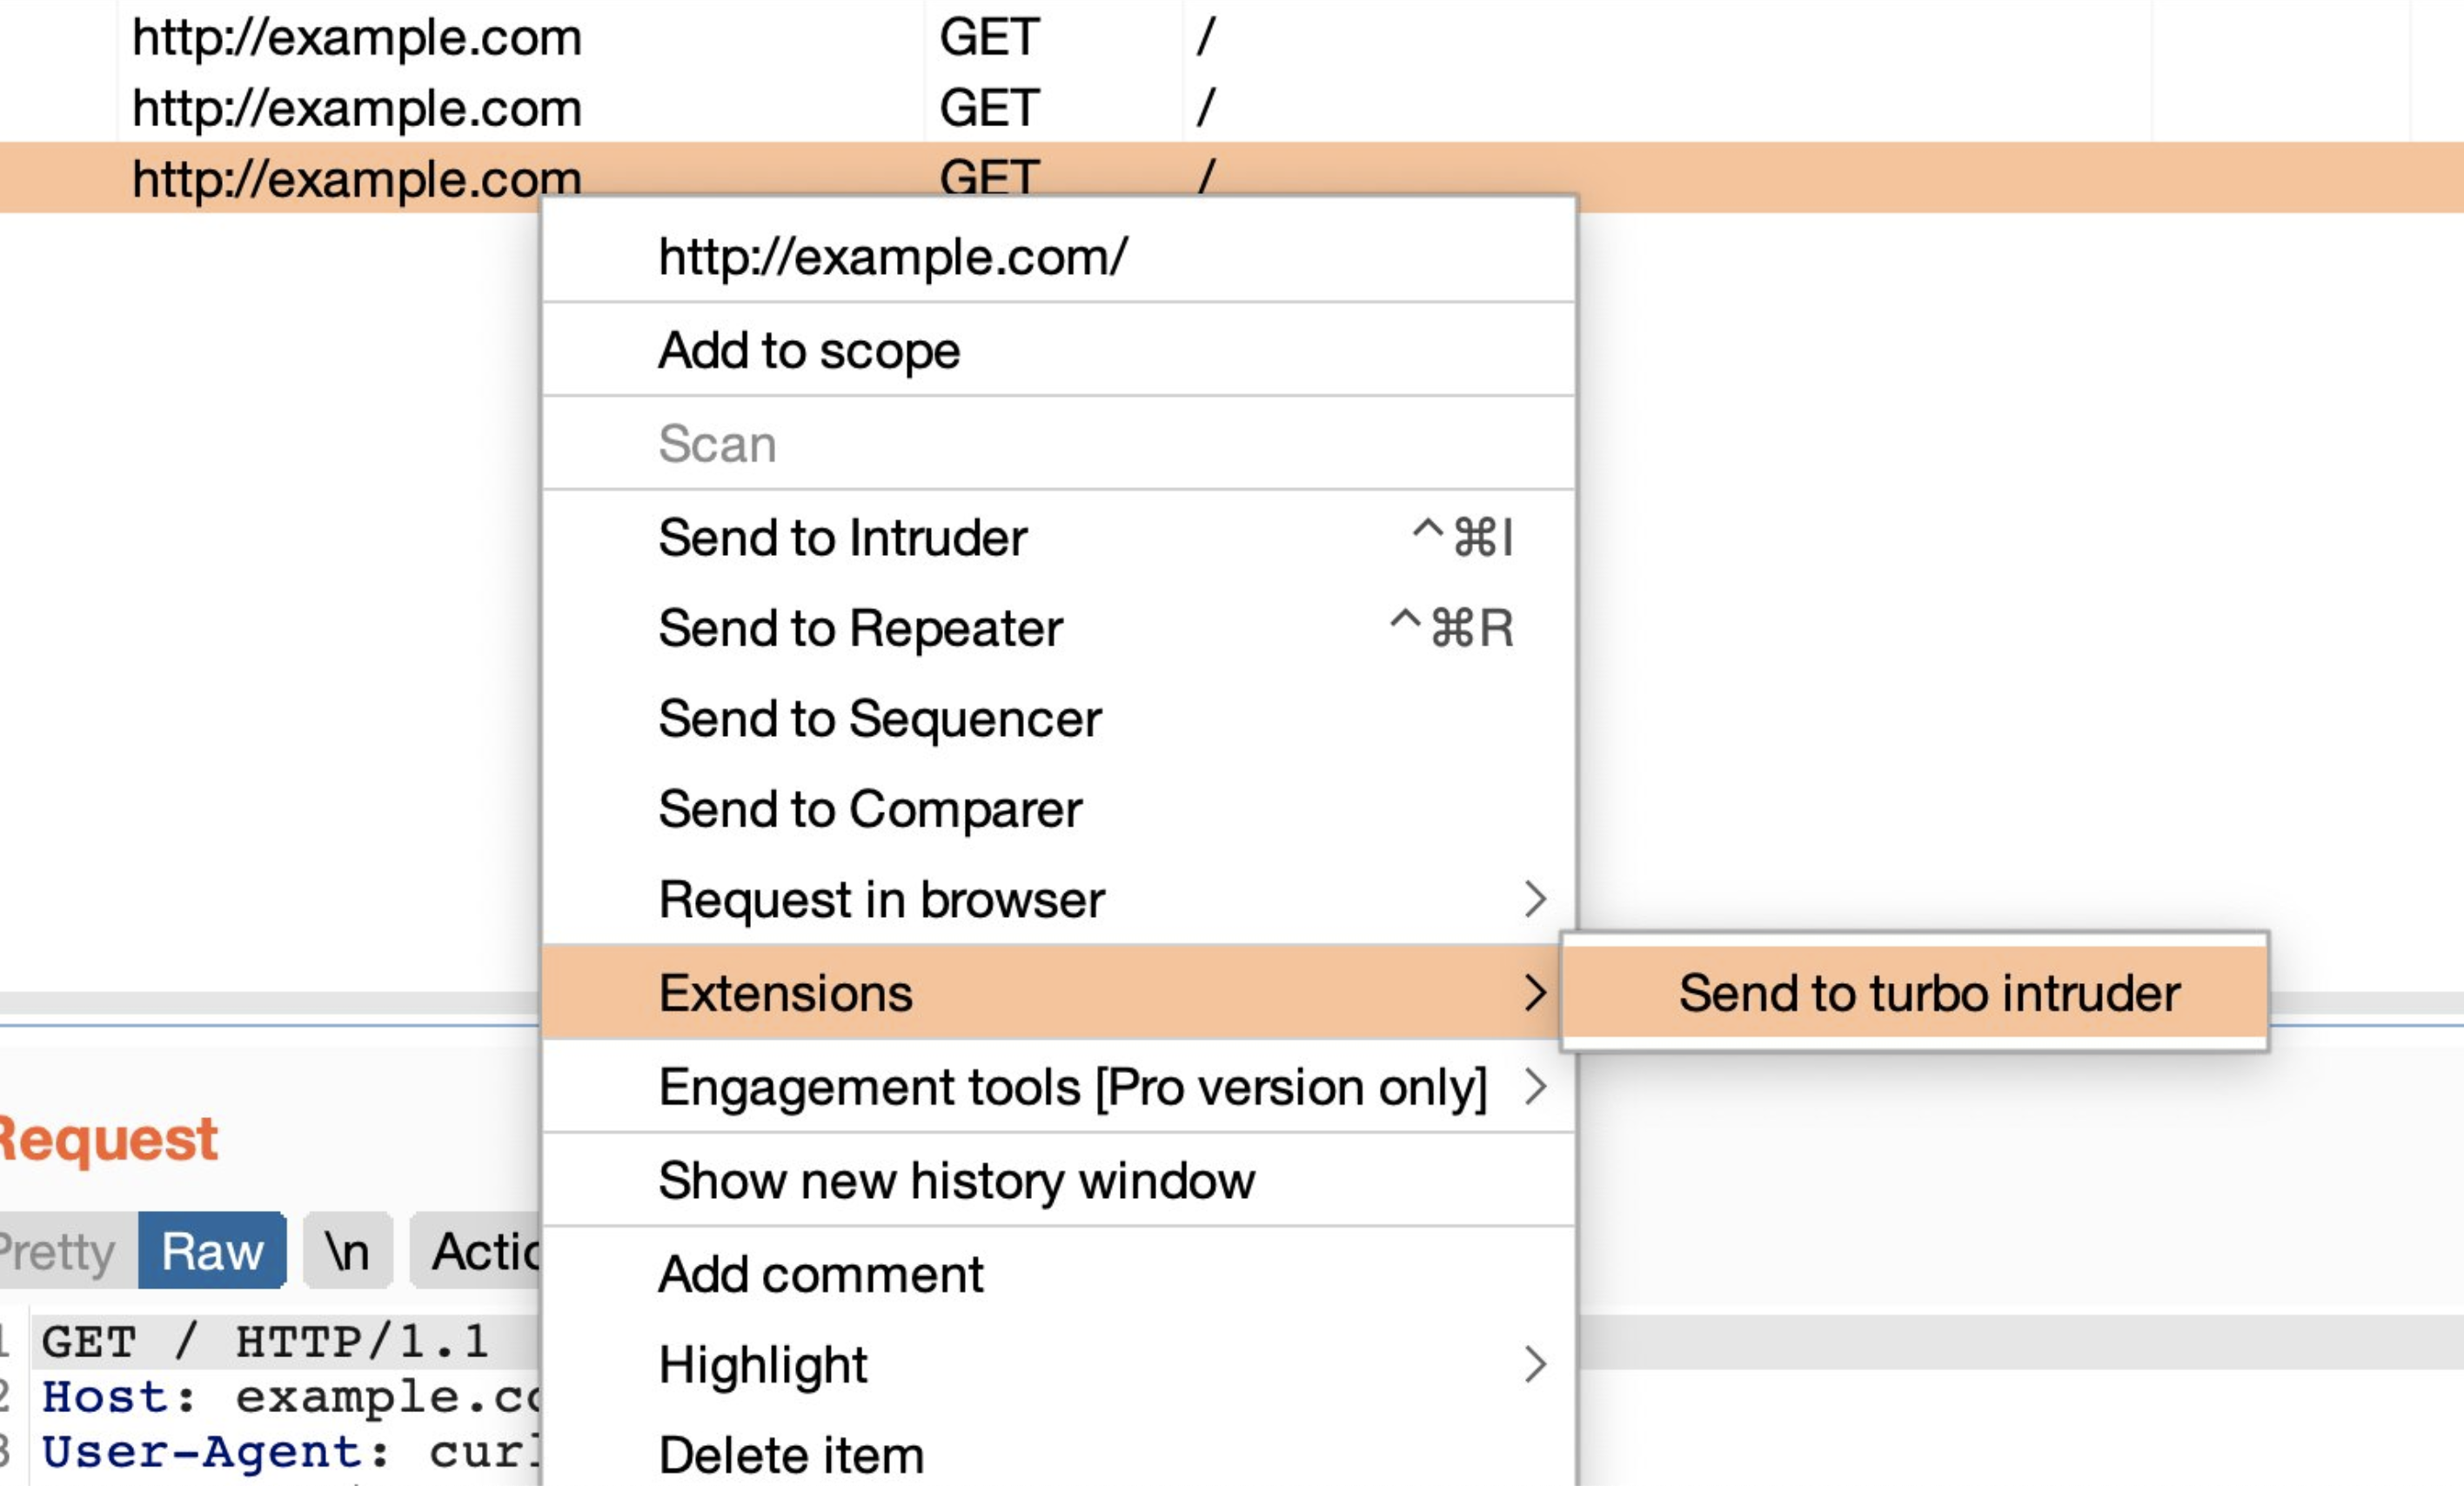 http://example.com GET /
http://example.com GET /
http://example.com GET /
http://example.com/
Add to scope
Scan
Send to Intruder ^⌘I
Send to Repeater ^⌘R
Send to Sequencer
Send to Comparer
Request in browser >
Extensions > Send to turbo intruder
Engagement tools [Pro version only] >
Show new history window
Add comment
Highlight >
Delete item
Request
Pretty Raw \n Actio
1 GET / HTTP/1.1
2 Host: example.co
3 User-Agent: curl